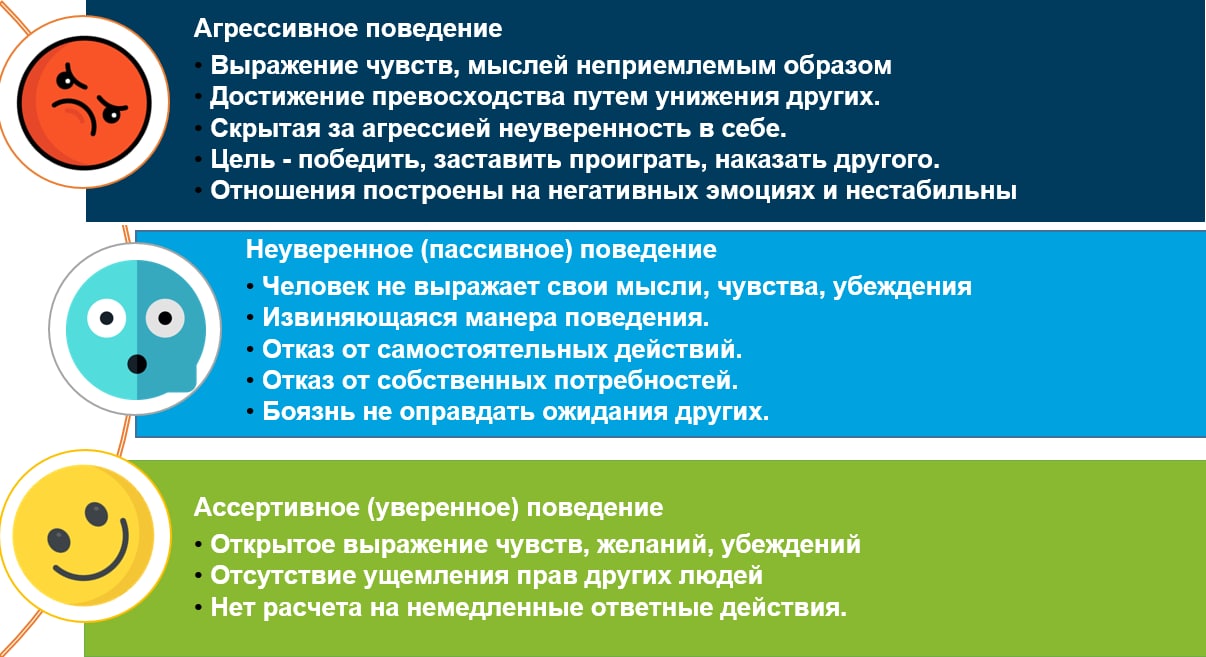 Агрессивное поведение
• Выражение чувств, мыслей неприемлемым образом
• Достижение превосходства путем унижения других.
• Скрытая за агрессией неуверенность в себе.
• Цель - победить, заставить проиграть, наказать другого.
• Отношения построены на негативных эмоциях и нестабильны
Неуверенное (пассивное) поведение
• Человек не выражает свои мысли, чувства, убеждения
• Извиняющаяся манера поведения.
• Отказ от самостоятельных действий.
• Отказ от собственных потребностей.
• Боязнь не оправдать ожидания других.
Ассертивное (уверенное) поведение
• Открытое выражение чувств, желаний, убеждений
• Отсутствие ущемления прав других людей
• Нет расчета на немедленные ответные действия.